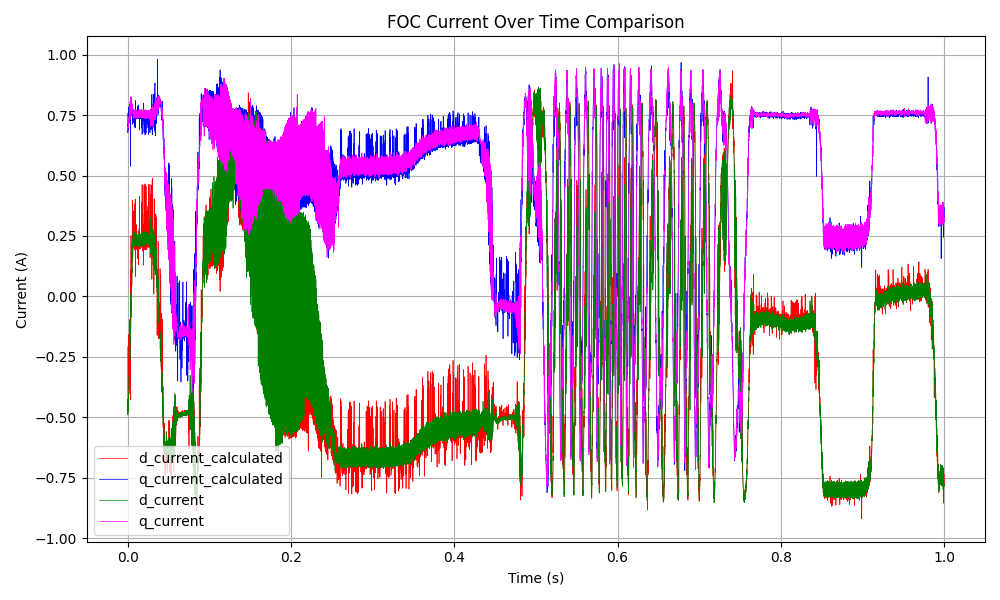 FOC Current Over Time Comparison
1.00
0.75
0.50
0.25
0.00
−0.25
−0.50
−0.75
−1.00
Current (A)
d_current_calculated
q_current_calculated
d_current
q_current
0.0 0.2 0.4 0.6 0.8 1.0
Time (s)